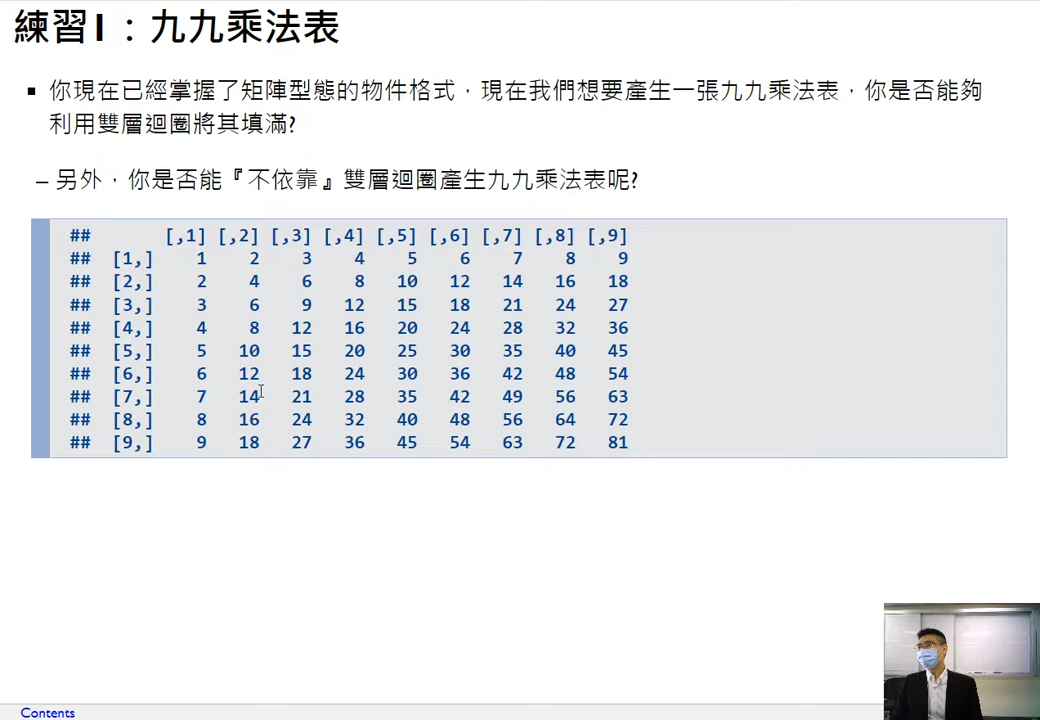 練習1：九九乘法表
▪ 你現在已經掌握了矩陣型態的物件格式，現在我們想要產生一張九九乘法表，你是否能夠
利用雙層迴圈將其填滿?
– 另外，你是否能『不依靠』雙層迴圈產生九九乘法表呢?
##       [,1] [,2] [,3] [,4] [,5] [,6] [,7] [,8] [,9]
##  [1,]    1    2    3    4    5    6    7    8    9
##  [2,]    2    4    6    8   10   12   14   16   18
##  [3,]    3    6    9   12   15   18   21   24   27
##  [4,]    4    8   12   16   20   24   28   32   36
##  [5,]    5   10   15   20   25   30   35   40   45
##  [6,]    6   12   18   24   30   36   42   48   54
##  [7,]    7   14   21   28   35   42   49   56   63
##  [8,]    8   16   24   32   40   48   56   64   72
##  [9,]    9   18   27   36   45   54   63   72   81
Contents